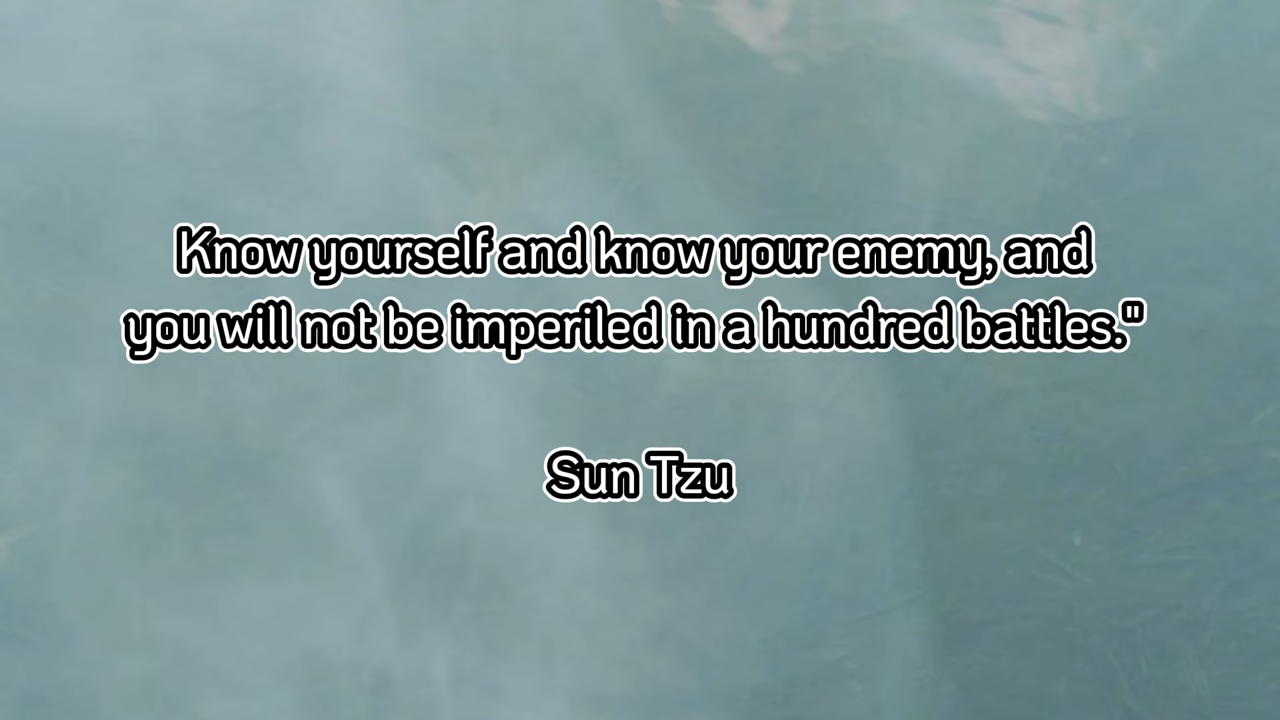 Know yourself and know your enemy, and
you will not be imperiled in a hundred battles."
Sun Tzu